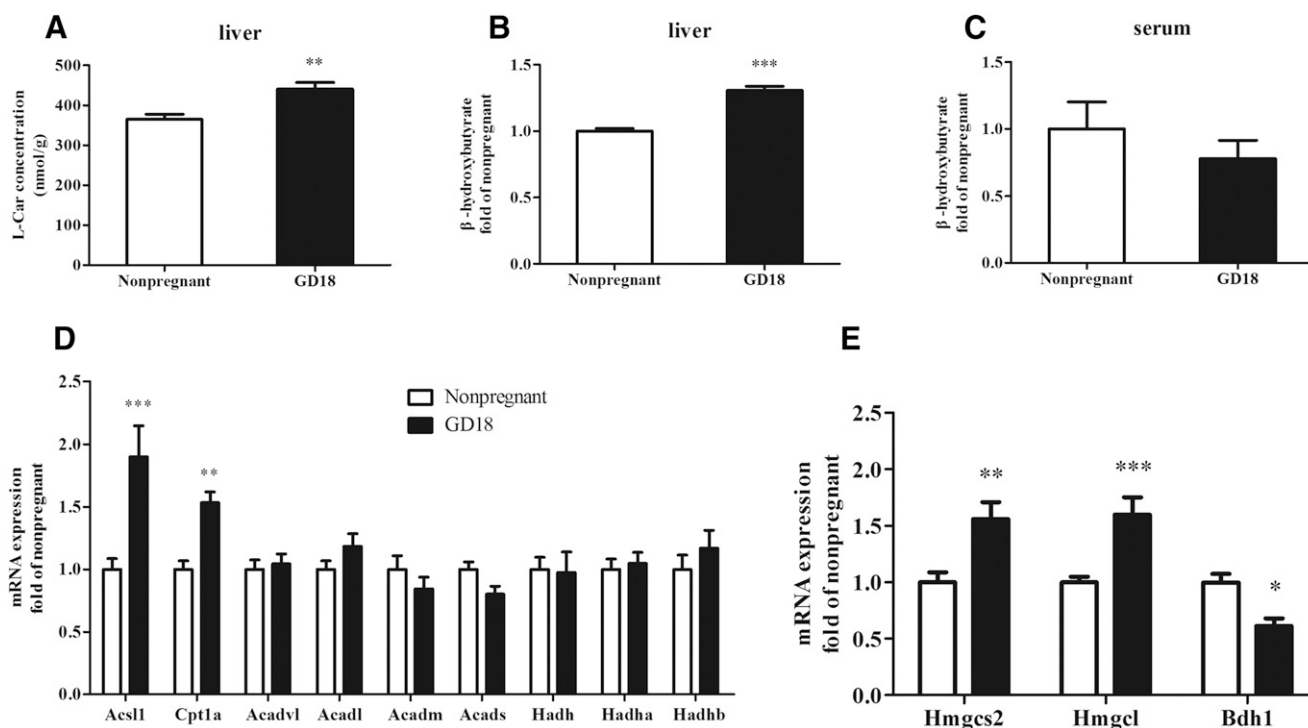 A
liver
**
500
400
300
200
100
0
L-Car concentration
(nmol/g)
Nonpregnant GD18
B
liver
***
1.5
1.0
0.5
0.0
β -hydroxybutyrate
fold of nonpregnant
Nonpregnant GD18
C
serum
1.5
1.0
0.5
0.0
β -hydroxybutyrate
fold of nonpregnant
Nonpregnant GD18
D
2.5
2.0
1.5
1.0
0.5
0.0
mRNA expression
fold of nonpregnant
Nonpregnant
GD18
***
**
Acsl1 Cpt1a Acadvl Acadl Acadm Acads Hadh Hadha Hadhb
E
2.5
2.0
1.5
1.0
0.5
0.0
mRNA expression
fold of nonpregnant
**
***
*
Hmgcs2 Hmgcl Bdh1